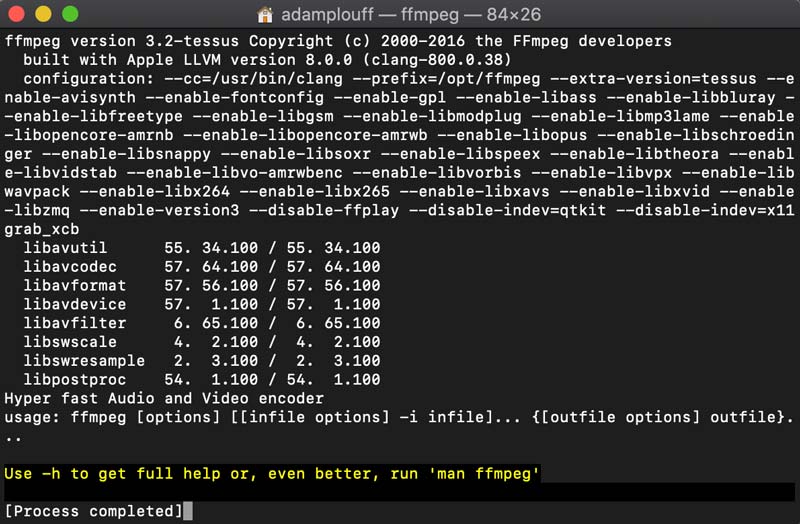 adamplouff — ffmpeg — 84×26
ffmpeg version 3.2-tessus Copyright (c) 2000-2016 the FFmpeg developers
  built with Apple LLVM version 8.0.0 (clang-800.0.38)
  configuration: --cc=/usr/bin/clang --prefix=/opt/ffmpeg --extra-version=tessus --e
nable-avisynth --enable-fontconfig --enable-gpl --enable-libass --enable-libbluray -
-enable-libfreetype --enable-libgsm --enable-libmodplug --enable-libmp3lame --enable
-libopencore-amrnb --enable-libopencore-amrwb --enable-libopus --enable-libschroedin
ger --enable-libsnappy --enable-libsoxr --enable-libspeex --enable-libtheora --enabl
e-libvidstab --enable-libvo-amrwbenc --enable-libvorbis --enable-libvpx --enable-lib
wavpack --enable-libx264 --enable-libx265 --enable-libxavs --enable-libxvid --enable
-libzmq --enable-version3 --disable-ffplay --disable-indev=qtkit --disable-indev=x11
grab_xcb
  libavutil      55. 34.100 / 55. 34.100
  libavcodec     57. 64.100 / 57. 64.100
  libavformat    57. 56.100 / 57. 56.100
  libavdevice    57.  1.100 / 57.  1.100
  libavfilter     6. 65.100 /  6. 65.100
  libswscale      4.  2.100 /  4.  2.100
  libswresample   2.  3.100 /  2.  3.100
  libpostproc    54.  1.100 / 54.  1.100
Hyper fast Audio and Video encoder
usage: ffmpeg [options] [[infile options] -i infile]... {[outfile options] outfile}.
..
Use -h to get full help or, even better, run 'man ffmpeg'
[Process completed]